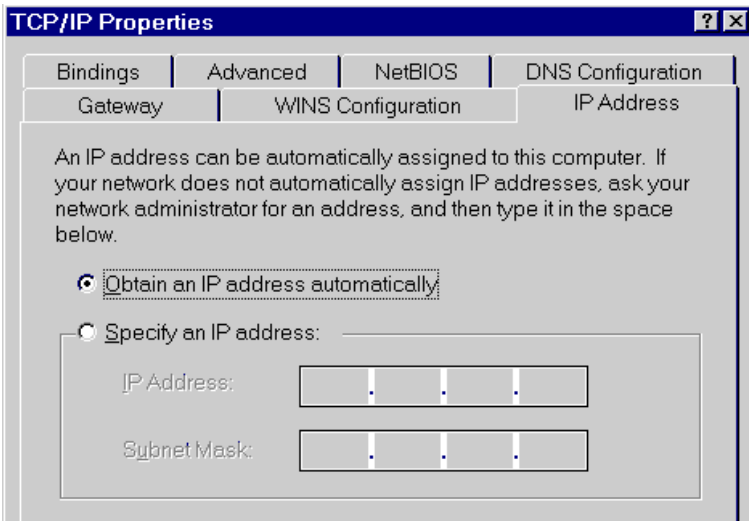 TCP/IP Properties
? ×
Bindings Advanced NetBIOS DNS Configuration
Gateway WINS Configuration IP Address
An IP address can be automatically assigned to this computer. If
your network does not automatically assign IP addresses, ask your
network administrator for an address, and then type it in the space
below.
Obtain an IP address automatically
Specify an IP address:
IP Address:
. . .
Subnet Mask:
. . .